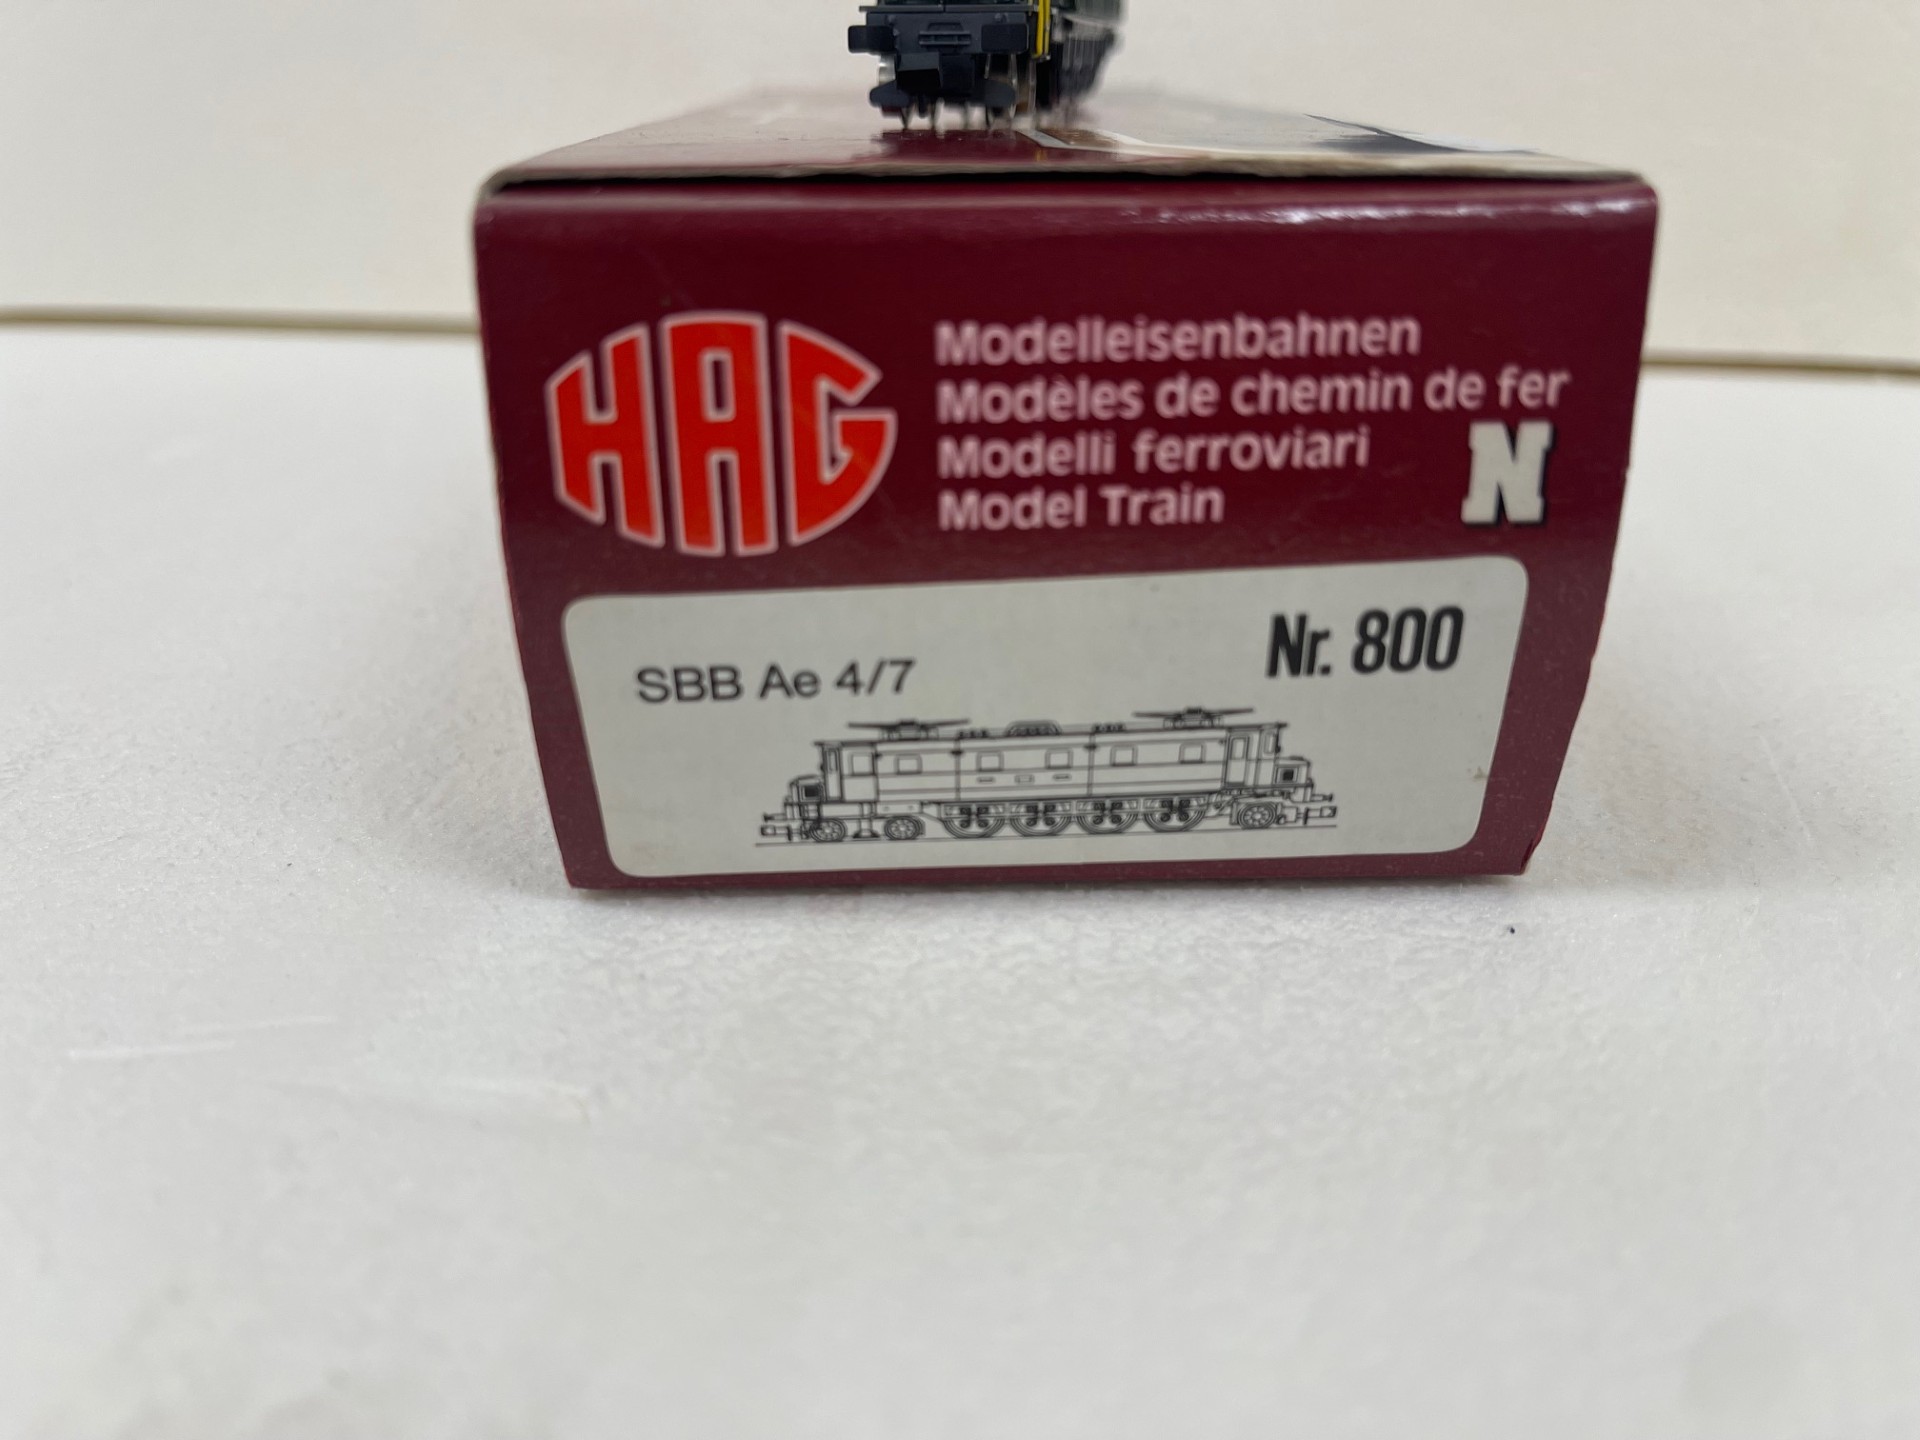 HAG
Modelleisenbahnen
Modèles de chemin de fer
Modelli ferroviari
Model Train
N
SBB Ae 4/7
Nr. 800